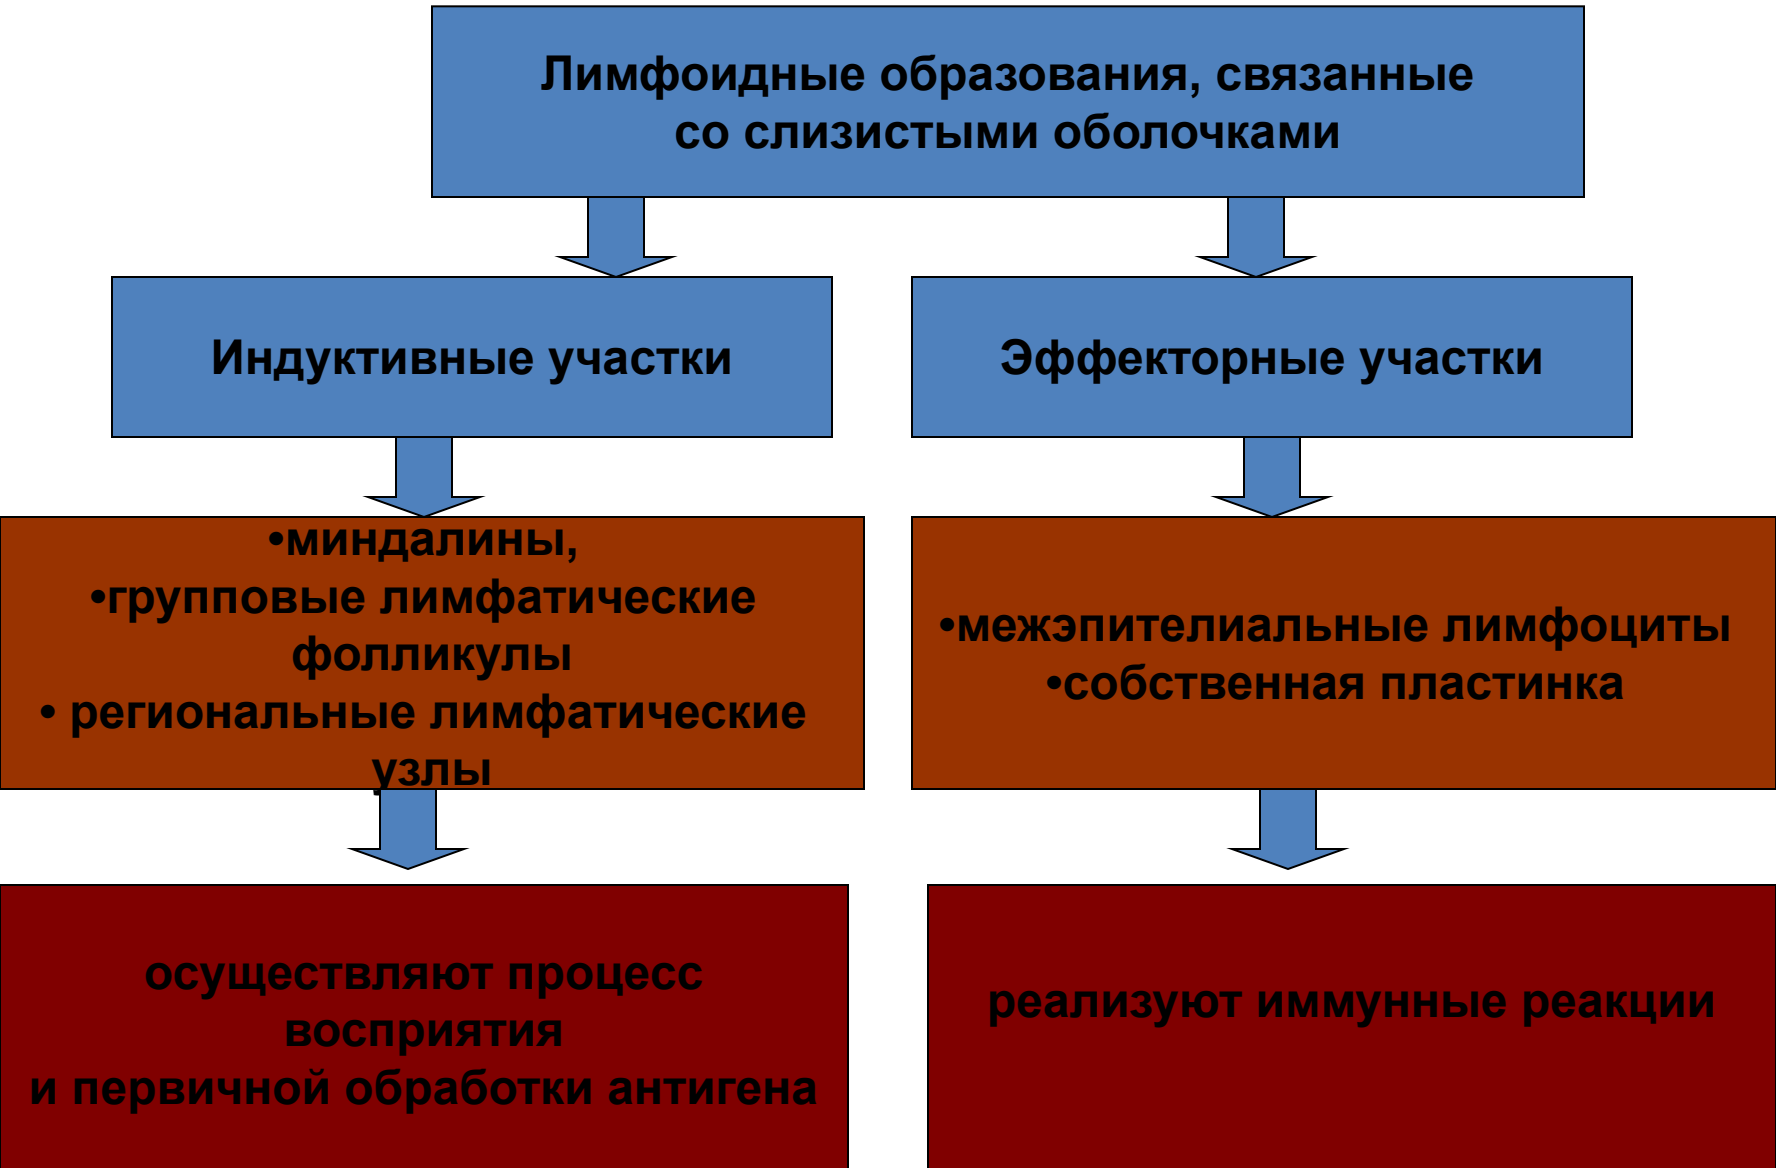 Лимфоидные образования, связанные
со слизистыми оболочками
Индуктивные участки
Эффекторные участки
•миндалины,
•групповые лимфатические
фолликулы
• региональные лимфатические
узлы
•межэпителиальные лимфоциты
•собственная пластинка
осуществляют процесс
восприятия
и первичной обработки антигена
реализуют иммунные реакции